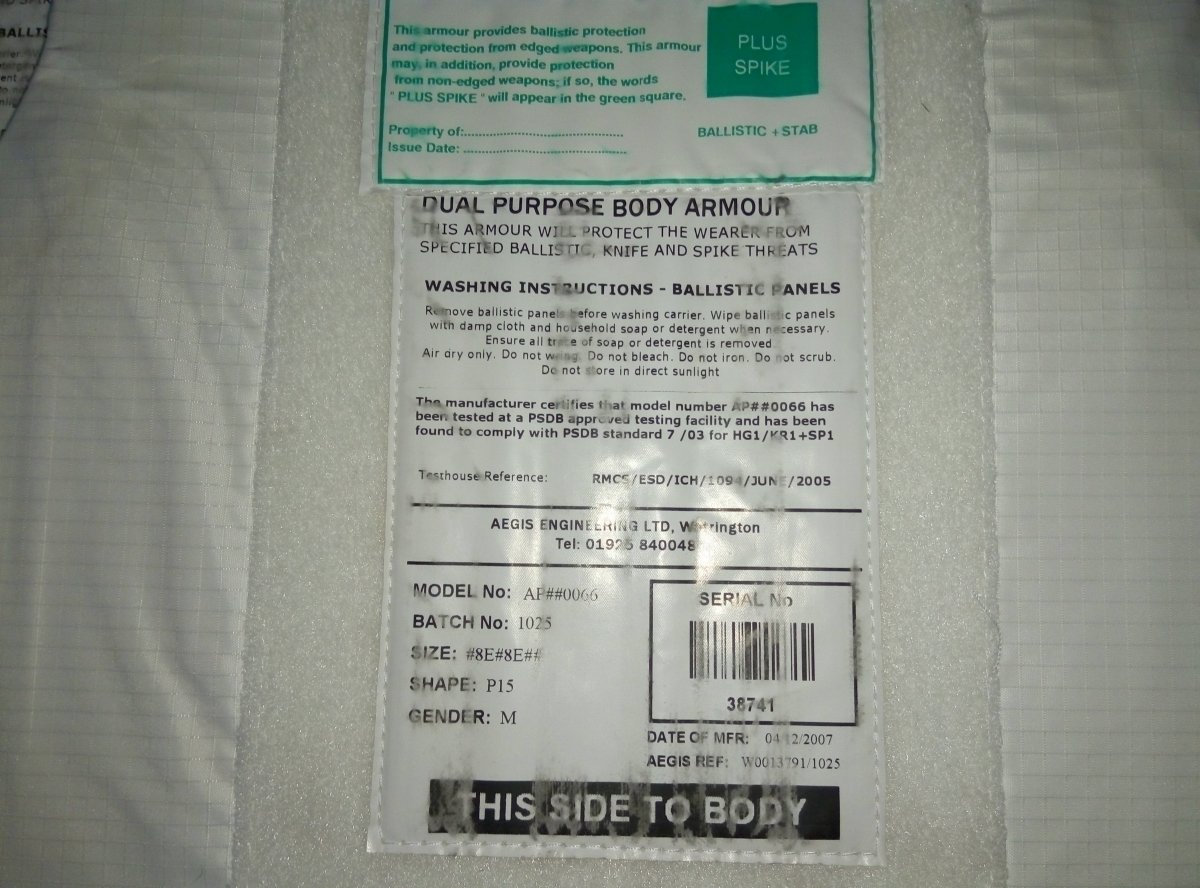 This armour provides ballistic protection
and protection from edged weapons. This armour
may, in addition, provide protection
from non-edged weapons; if so, the words
" PLUS SPIKE " will appear in the green square.
PLUS
SPIKE
Property of:
Issue Date:
BALLISTIC + STAB
DUAL PURPOSE BODY ARMOUR
THIS ARMOUR WILL PROTECT THE WEARER FROM
SPECIFIED BALLISTIC, KNIFE AND SPIKE THREATS
WASHING INSTRUCTIONS - BALLISTIC PANELS
Remove ballistic panels before washing carrier. Wipe ballistic panels
with damp cloth and household soap or detergent when necessary.
Ensure all trace of soap or detergent is removed
Air dry only. Do not wring. Do not bleach. Do not iron. Do not scrub.
Do not store in direct sunlight
The manufacturer certifies that model number AP##0066 has
been tested at a PSDB approved testing facility and has been
found to comply with PSDB standard 7 /03 for HG1/KR1+SP1
Testhouse Reference: RMCS/ESD/ICH/1094/JUNE/2005
AEGIS ENGINEERING LTD, Warrington
Tel: 01925 840048
MODEL No: AP##0066
BATCH No: 1025
SIZE: #8E#8E##
SHAPE: P15
GENDER: M
SERIAL No
38741
DATE OF MFR: /2007
AEGIS REF: W0013791/1025
THIS SIDE TO BODY